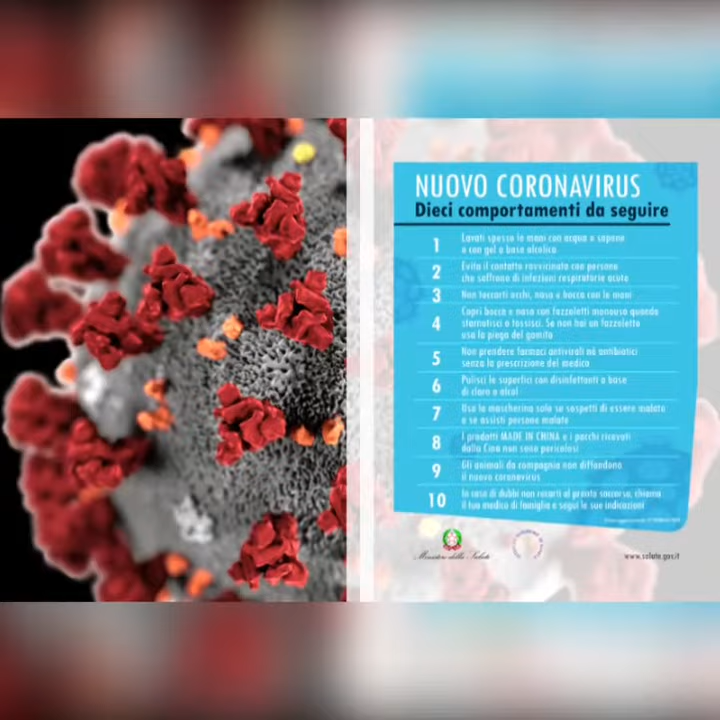 NUOVO CORONAVIRUS
Dieci comportamenti da seguire
1 Lavati spesso le mani con acqua e sapone
o con gel a base alcolica
2 Evita il contatto ravvicinato con persone
che soffrono di infezioni respiratorie acute
3 Non toccarti occhi, naso e bocca con le mani
4 Copri bocca e naso con fazzoletti monouso quando
starnutisci o tossisci. Se non hai un fazzoletto
usa la piega del gomito
5 Non prendere farmaci antivirali né antibiotici
senza la prescrizione del medico
6 Pulisci le superfici con disinfettanti a base
di cloro o alcol
7 Usa la mascherina solo se sospetti di essere malato
o se assisti persone malate
8 I prodotti MADE IN CHINA e i pacchi ricevuti
dalla Cina non sono pericolosi
9 Gli animali da compagnia non diffondono
il nuovo coronavirus
10 In caso di dubbi non recarti al pronto soccorso, chiama
il tuo medico di famiglia e segui le sue indicazioni
Ministero della Salute
www.salute.gov.it